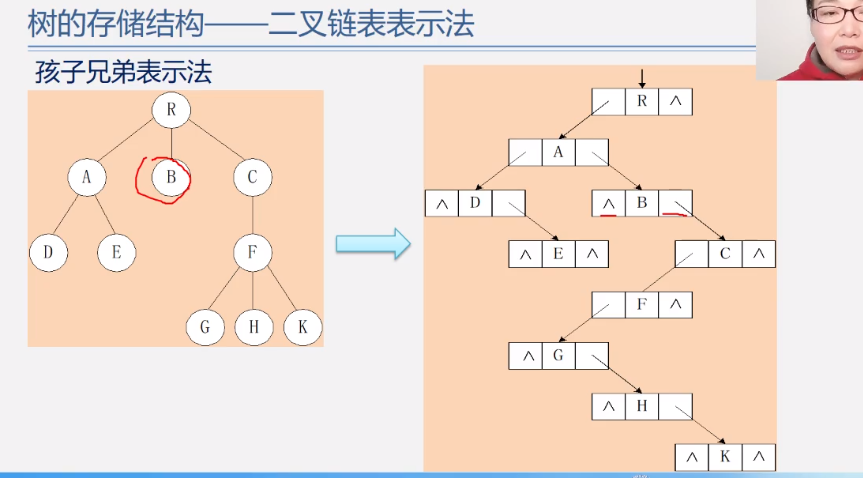 树的存储结构——二叉链表表示法
孩子兄弟表示法
R
A B C
D E F
G H K
R ∧
A
∧ D
∧ B
∧ E ∧
C ∧
F ∧
∧ G
∧ H
∧ K ∧